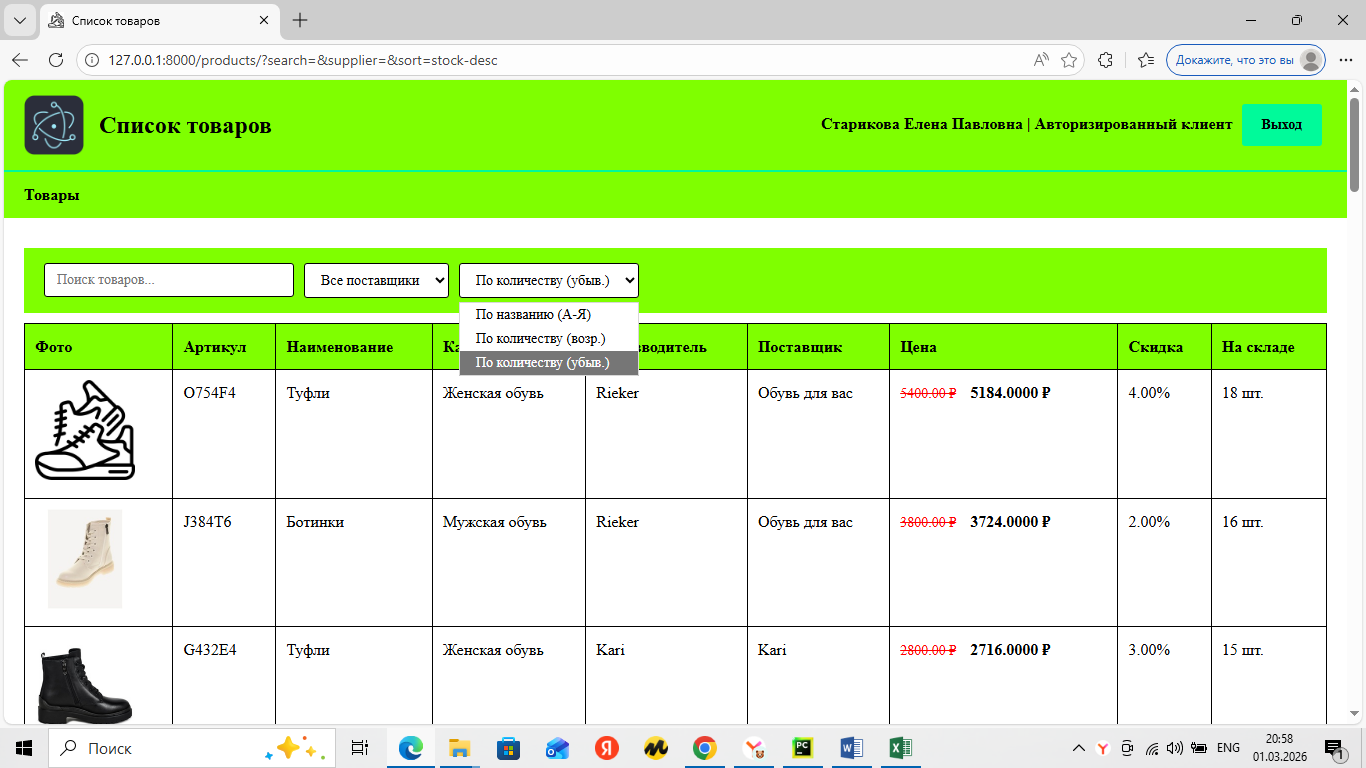 Список товаров
127.0.0.1:8000/products/?search=&supplier=&sort=stock-desc
Докажите, что это вы
Список товаров
Старикова Елена Павловна | Авторизированный клиент
Выход
Товары
Поиск товаров...
Все поставщики
По количеству (убыв.)
По названию (А-Я)
По количеству (возр.)
По количеству (убыв.)
Фото Артикул Наименование Поставщик Цена Скидка На складе
O754F4 Туфли Женская обувь Rieker Обувь для вас 5400.00 ₽ 5184.0000 ₽ 4.00% 18 шт.
J384T6 Ботинки Мужская обувь Rieker Обувь для вас 3800.00 ₽ 3724.0000 ₽ 2.00% 16 шт.
G432E4 Туфли Женская обувь Kari Kari 2800.00 ₽ 2716.0000 ₽ 3.00% 15 шт.
Поиск
ENG
20:58
01.03.2026
1